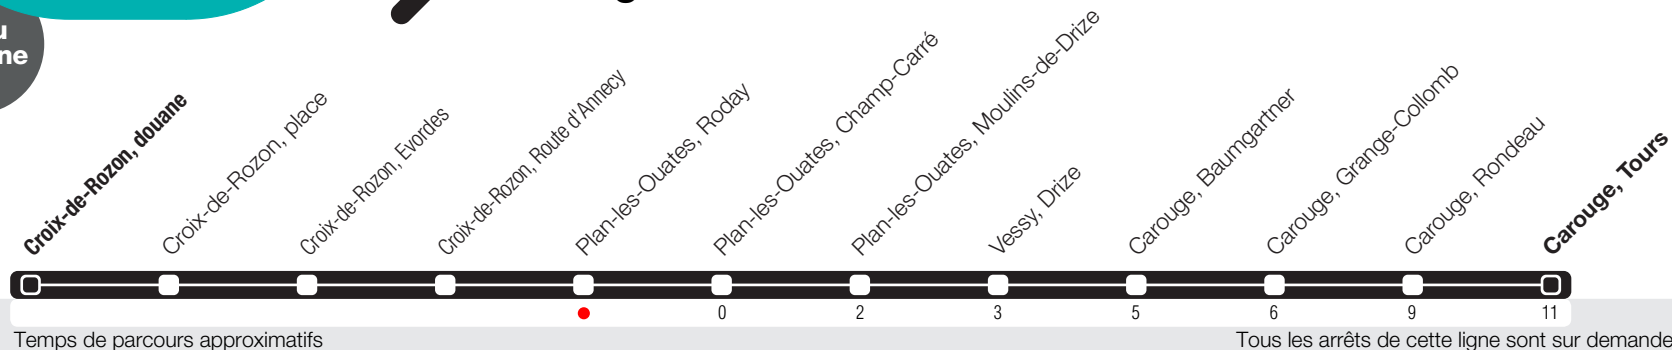 Croix-de-Rozon, douane
Croix-de-Rozon, place
Croix-de-Rozon, Evordes
Croix-de-Rozon, Route d'Annecy
Plan-les-Ouates, Roday
Plan-les-Ouates, Champ-Carré
Plan-les-Ouates, Moulins-de-Drize
Vessy, Drize
Carouge, Baumgartner
Carouge, Grange-Collomb
Carouge, Rondeau
Carouge, Tours
0 2 3 5 6 9 11
Temps de parcours approximatifs
Tous les arrêts de cette ligne sont sur demande